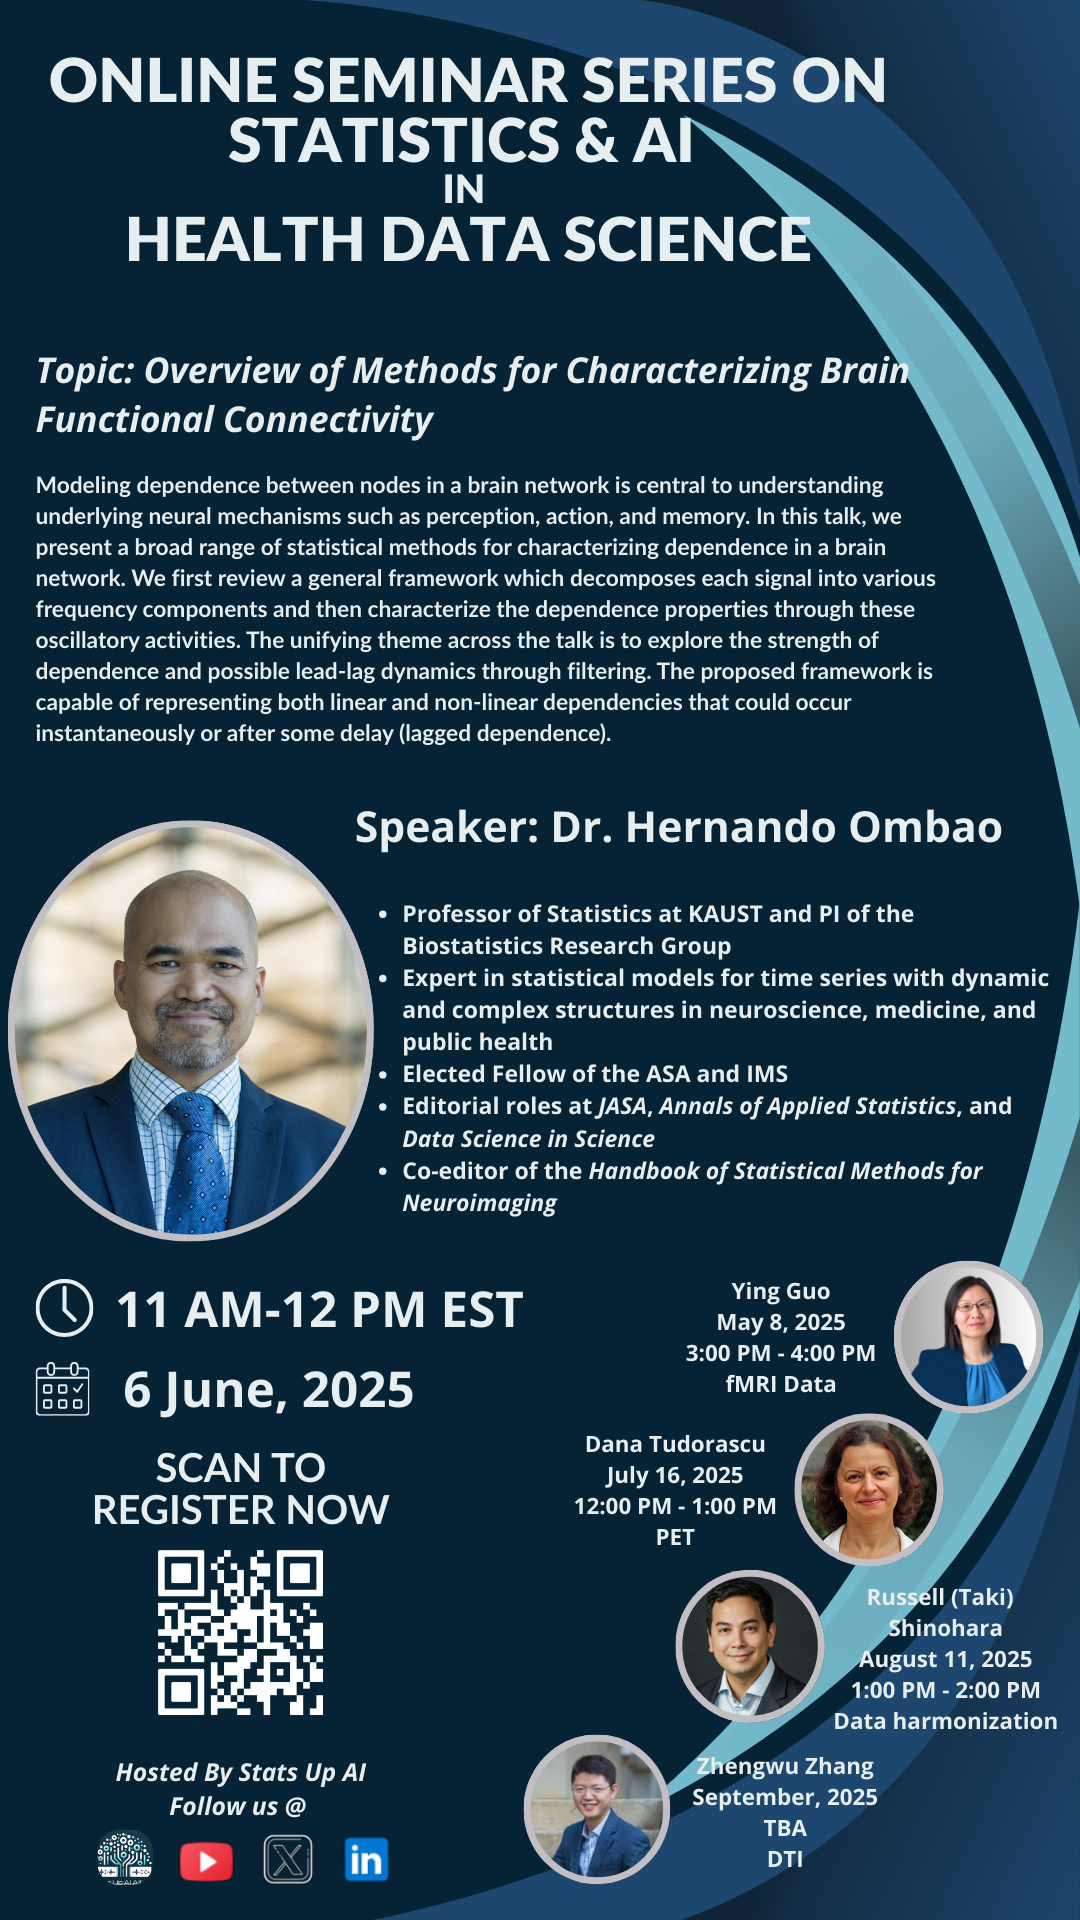 ONLINE SEMINAR SERIES ON
STATISTICS & AI
IN
HEALTH DATA SCIENCE
Topic: Overview of Methods for Characterizing Brain
Functional Connectivity
Modeling dependence between nodes in a brain network is central to understanding
underlying neural mechanisms such as perception, action, and memory. In this talk, we
present a broad range of statistical methods for characterizing dependence in a brain
network. We first review a general framework which decomposes each signal into various
frequency components and then characterize the dependence properties through these
oscillatory activities. The unifying theme across the talk is to explore the strength of
dependence and possible lead-lag dynamics through filtering. The proposed framework is
capable of representing both linear and non-linear dependencies that could occur
instantaneously or after some delay (lagged dependence).
Speaker: Dr. Hernando Ombao
• Professor of Statistics at KAUST and PI of the
Biostatistics Research Group
• Expert in statistical models for time series with dynamic
and complex structures in neuroscience, medicine, and
public health
• Elected Fellow of the ASA and IMS
• Editorial roles at JASA, Annals of Applied Statistics, and
Data Science in Science
• Co-editor of the Handbook of Statistical Methods for
Neuroimaging
11 AM-12 PM EST
6 June, 2025
SCAN TO
REGISTER NOW
Hosted By Stats Up AI
Follow us @
Ying Guo
May 8, 2025
3:00 PM - 4:00 PM
fMRI Data
Dana Tudorascu
July 16, 2025
12:00 PM - 1:00 PM
PET
Russell (Taki)
Shinohara
August 11, 2025
1:00 PM - 2:00 PM
Data harmonization
Zhengwu Zhang
September, 2025
TBA
DTI